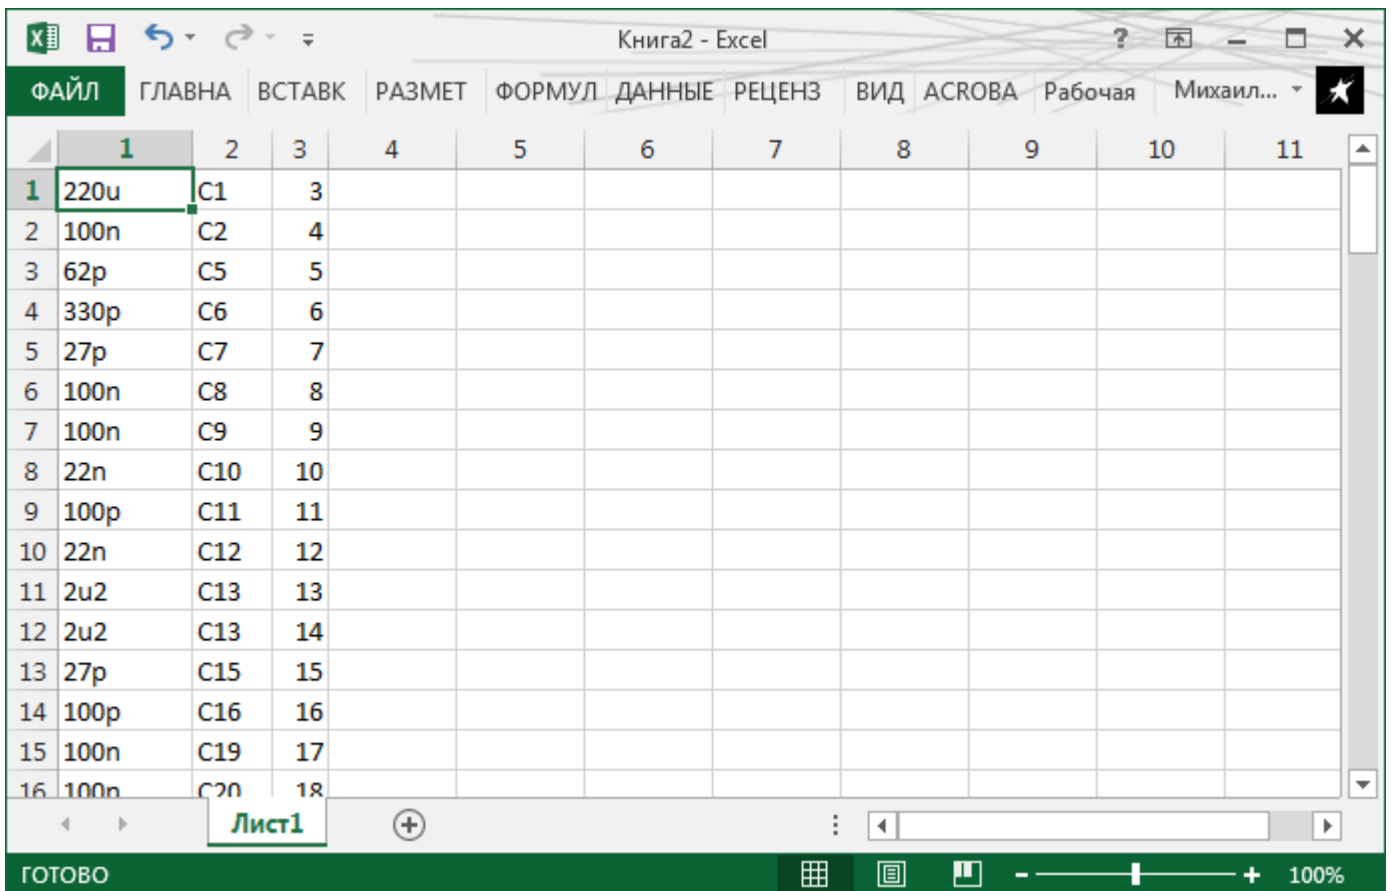 Книга2 - Excel
ФАЙЛ ГЛАВНА ВСТАВК РАЗМЕТ ФОРМУЛ ДАННЫЕ РЕЦЕНЗ ВИД ACROBA Рабочая Михаил...
1 2 3 4 5 6 7 8 9 10 11
1 220u C1 3
2 100n C2 4
3 62p C5 5
4 330p C6 6
5 27p C7 7
6 100n C8 8
7 100n C9 9
8 22n C10 10
9 100p C11 11
10 22n C12 12
11 2u2 C13 13
12 2u2 C13 14
13 27p C15 15
14 100p C16 16
15 100n C19 17
16 100n C20 18
Лист1
ГОТОВО 100%